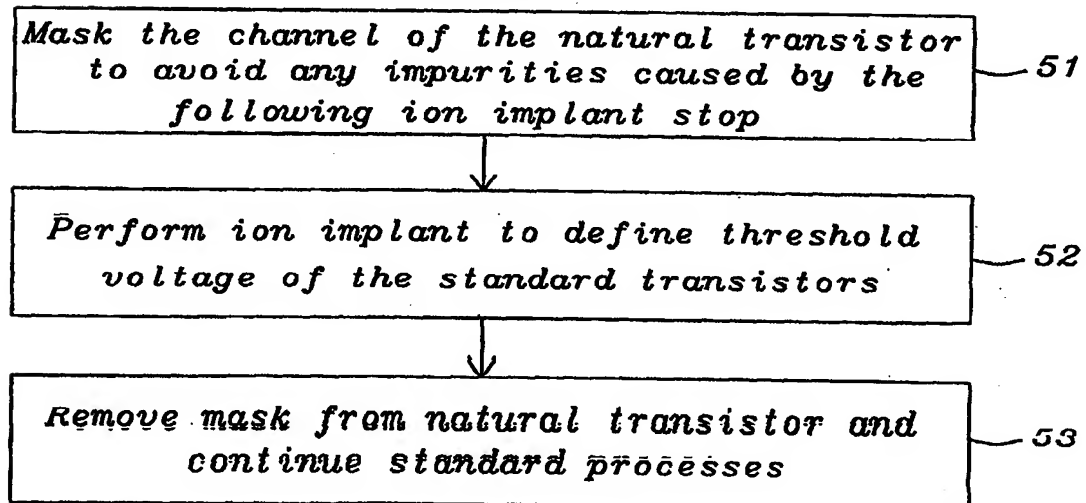 Mask the channel of the natural transistor
to avoid any impurities caused by the
following ion implant stop
51
Perform ion implant to define threshold
voltage of the standard transistors
52
Remove mask from natural transistor and
continue standard processes
53